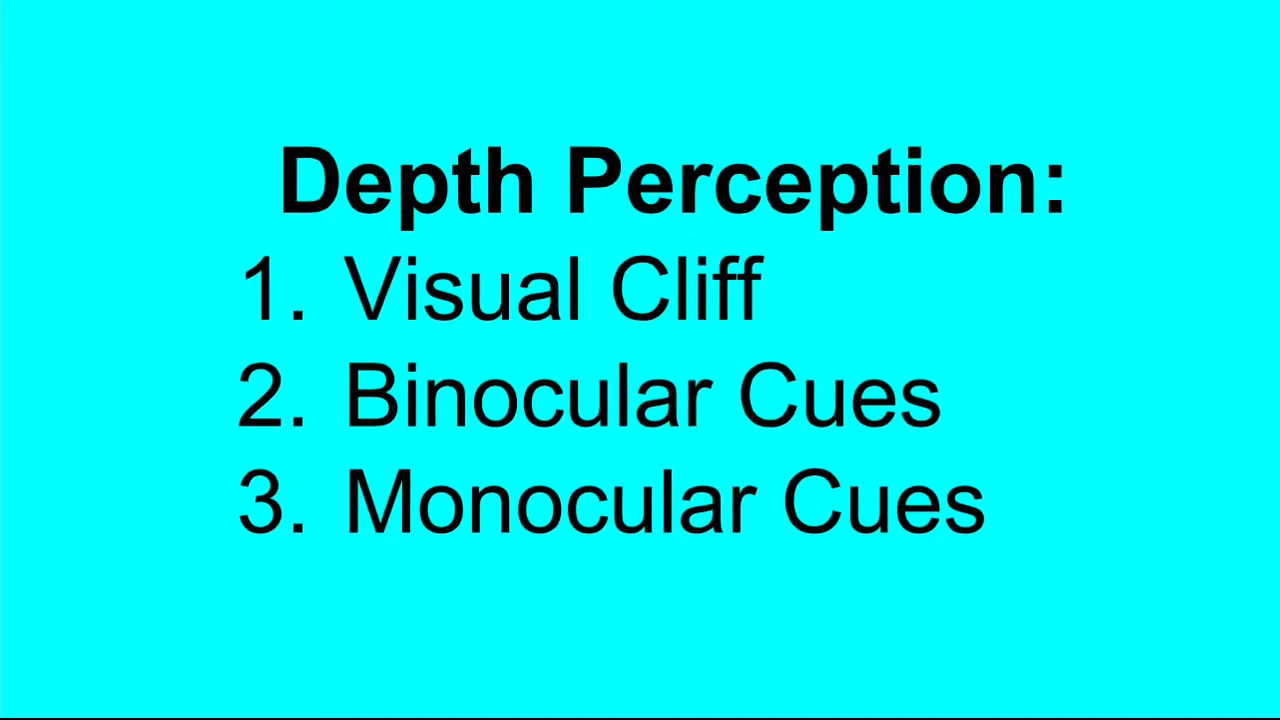 Depth Perception:
1. Visual Cliff
2. Binocular Cues
3. Monocular Cues